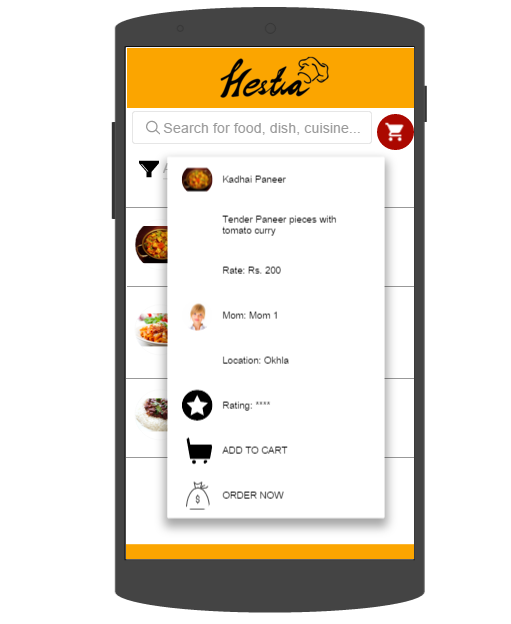 Hestia
Search for food, dish, cuisine...
Kadhai Paneer
Tender Paneer pieces with
tomato curry
Rate: Rs. 200
Mom: Mom 1
Location: Okhla
Rating: ****
ADD TO CART
$
ORDER NOW